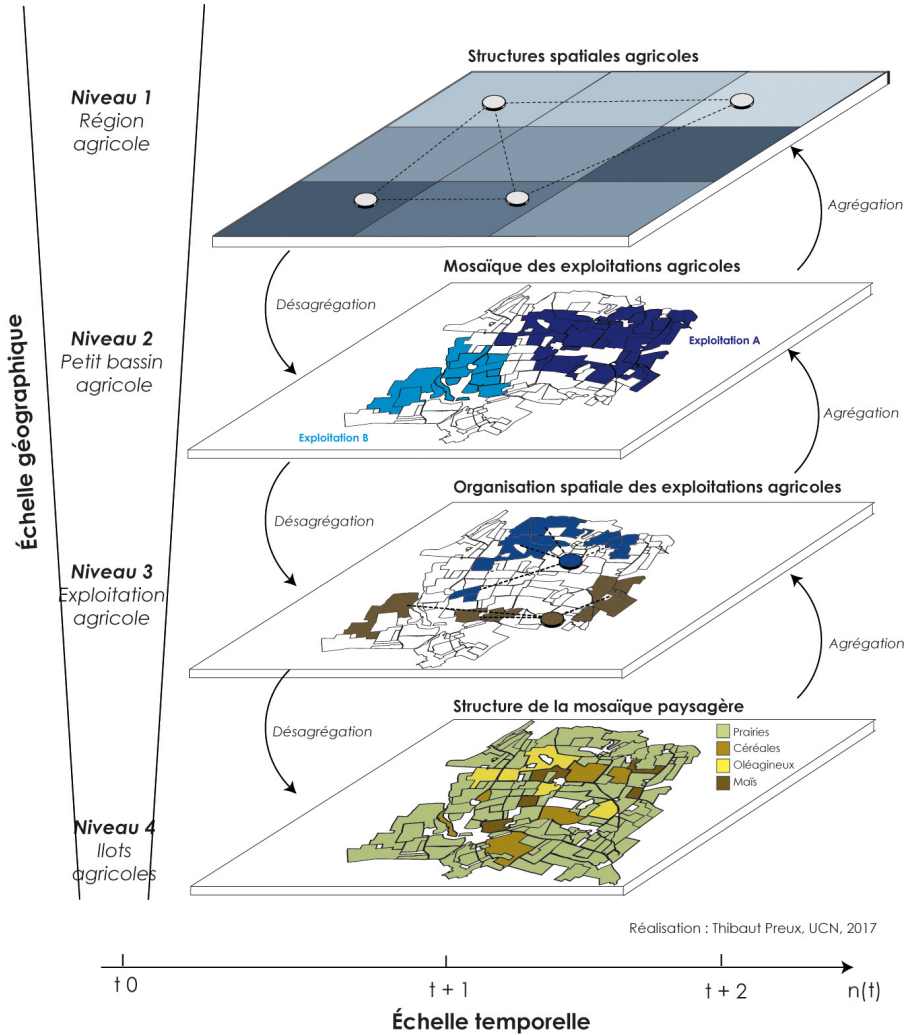 Structures spatiales agricoles
Niveau 1
Région
agricole
Agrégation
Désagrégation
Mosaïque des exploitations agricoles
Niveau 2
Petit bassin
agricole
Exploitation A
Exploitation B
Agrégation
Désagrégation
Organisation spatiale des exploitations agricoles
Niveau 3
Exploitation
agricole
Agrégation
Désagrégation
Structure de la mosaïque paysagère
Prairies
Céréales
Oléagineux
Maïs
Niveau 4
Ilots
agricoles
Échelle géographique
Réalisation : Thibaut Preux, UCN, 2017
t 0
t + 1
t + 2
n(t)
Échelle temporelle